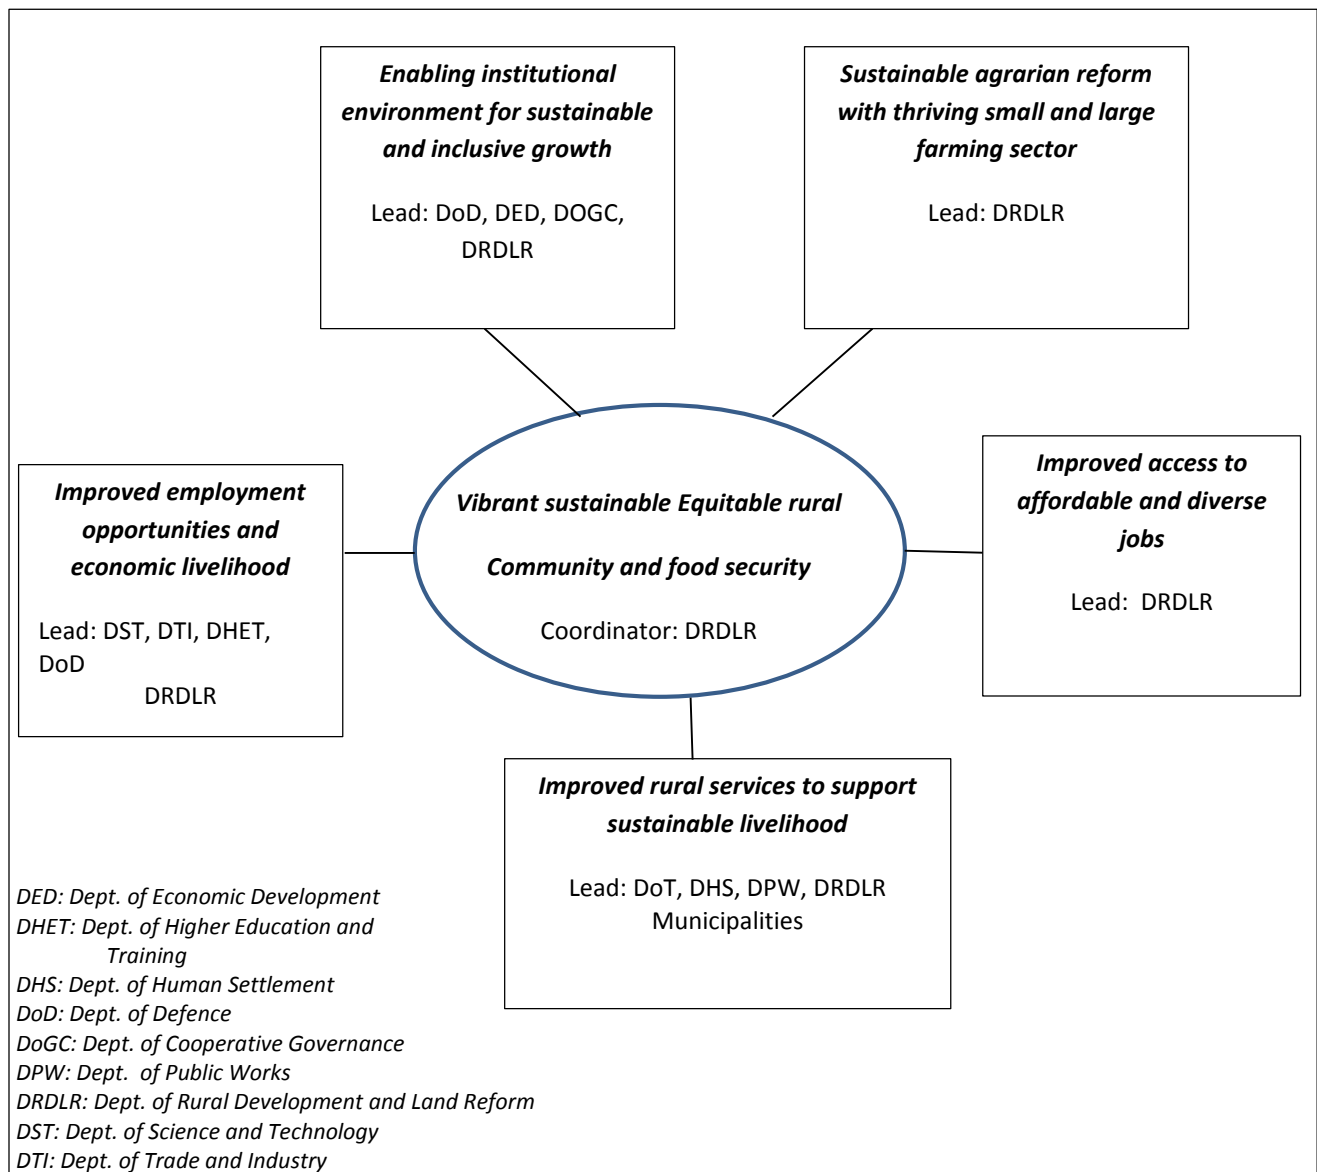 Enabling institutional
environment for sustainable
and inclusive growth
Lead: DoD, DED, DOGC,
DRDLR
Sustainable agrarian reform
with thriving small and large
farming sector
Lead: DRDLR
Improved employment
opportunities and
economic livelihood
Lead: DST, DTI, DHET,
DoD
DRDLR
Vibrant sustainable Equitable rural
Community and food security
Coordinator: DRDLR
Improved access to
affordable and diverse
jobs
Lead:  DRDLR
Improved rural services to support
sustainable livelihood
Lead: DoT, DHS, DPW, DRDLR
Municipalities
DED: Dept. of Economic Development
DHET: Dept. of Higher Education and
Training
DHS: Dept. of Human Settlement
DoD: Dept. of Defence
DoGC: Dept. of Cooperative Governance
DPW: Dept.  of Public Works
DRDLR: Dept. of Rural Development and Land Reform
DST: Dept. of Science and Technology
DTI: Dept. of Trade and Industry